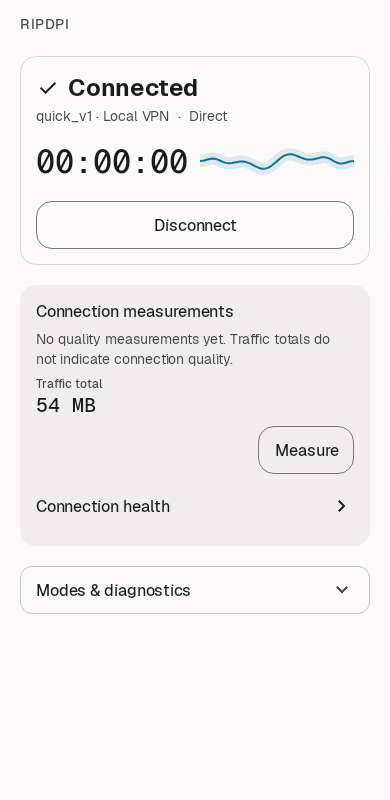 RIPDPI
Connected
quick_v1 · Local VPN · Direct
00:00:00
Disconnect
Connection measurements
No quality measurements yet. Traffic totals do
not indicate connection quality.
Traffic total
54 MB
Measure
Connection health
Modes & diagnostics